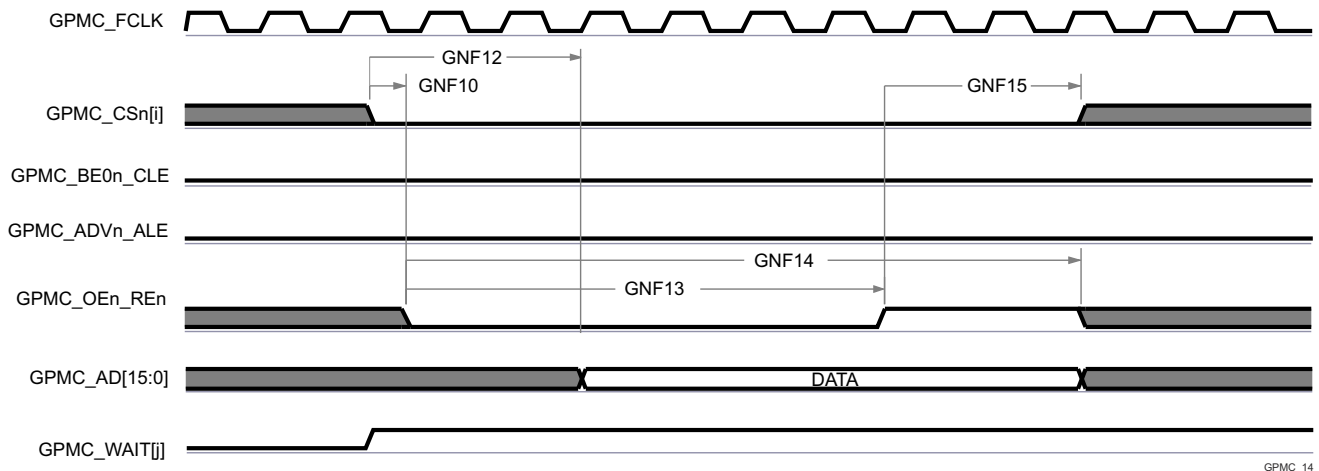 GPMC_FCLK
GNF12
GNF10
GNF15
GPMC_CSn[i]
GPMC_BE0n_CLE
GPMC_ADVn_ALE
GNF14
GNF13
GPMC_OEn_REn
GPMC_AD[15:0]
DATA
GPMC_WAIT[j]
GPMC_14